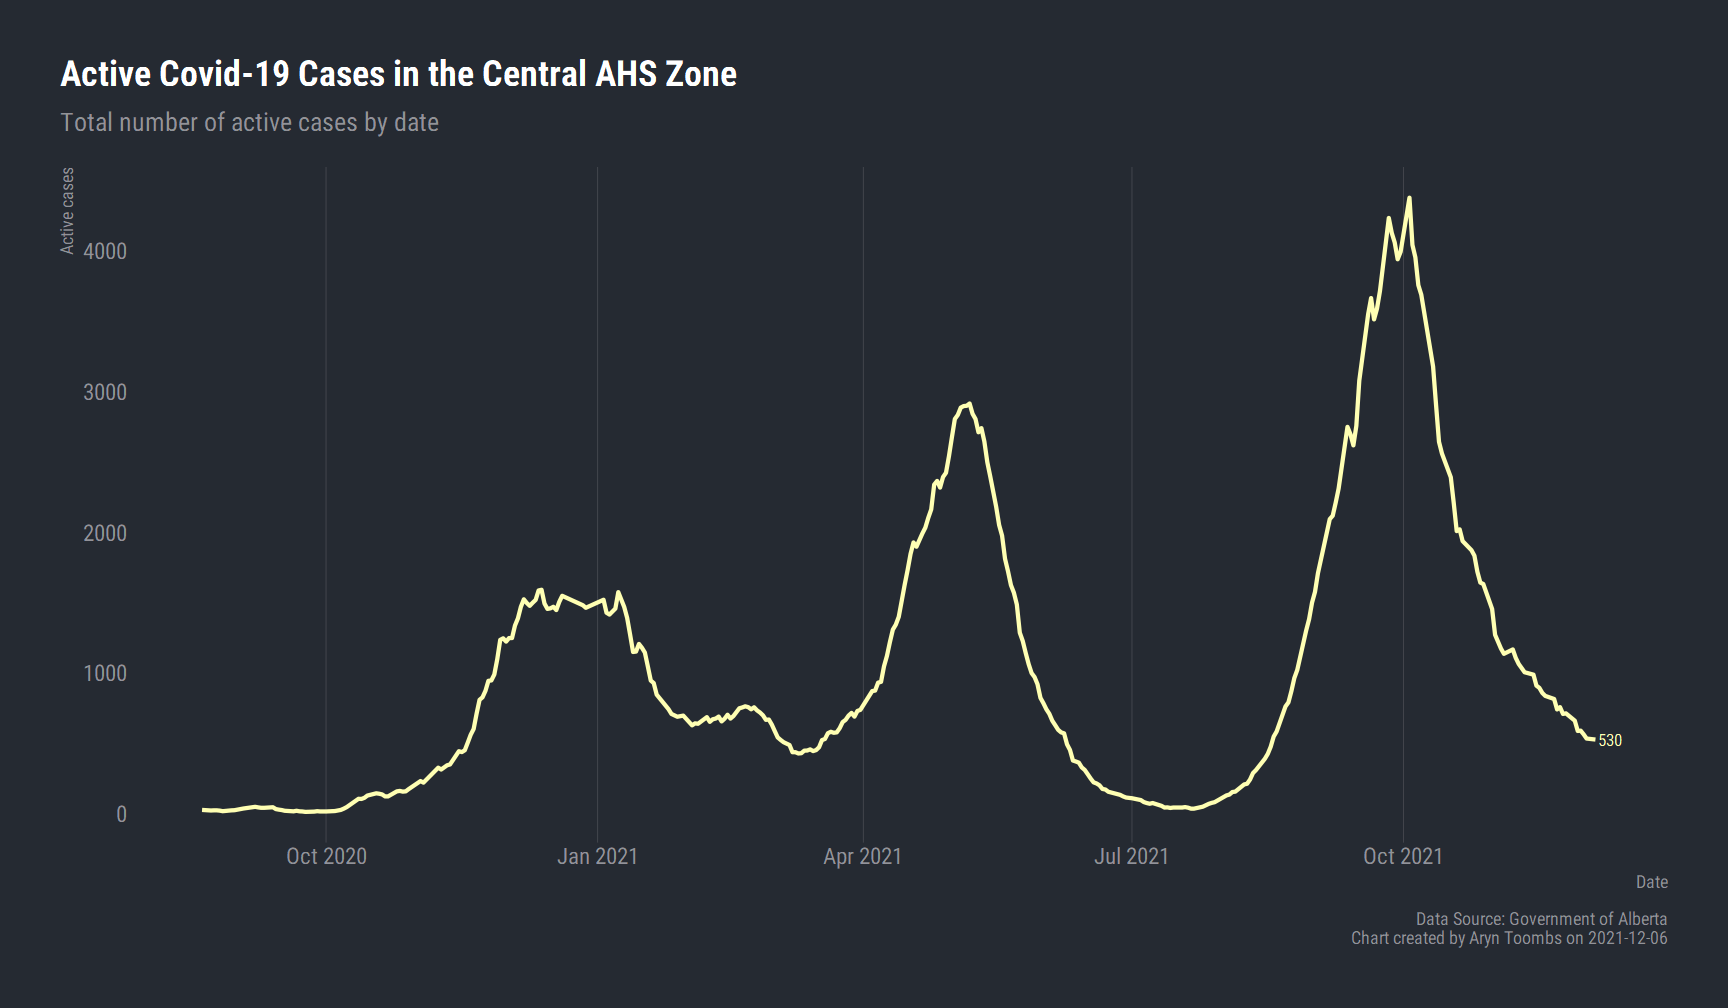 Active Covid-19 Cases in the Central AHS Zone
Total number of active cases by date
Active cases
4000
3000
2000
1000
0
530
Oct 2020
Jan 2021
Apr 2021
Jul 2021
Oct 2021
Date
Data Source: Government of Alberta
Chart created by Aryn Toombs on 2021-12-06